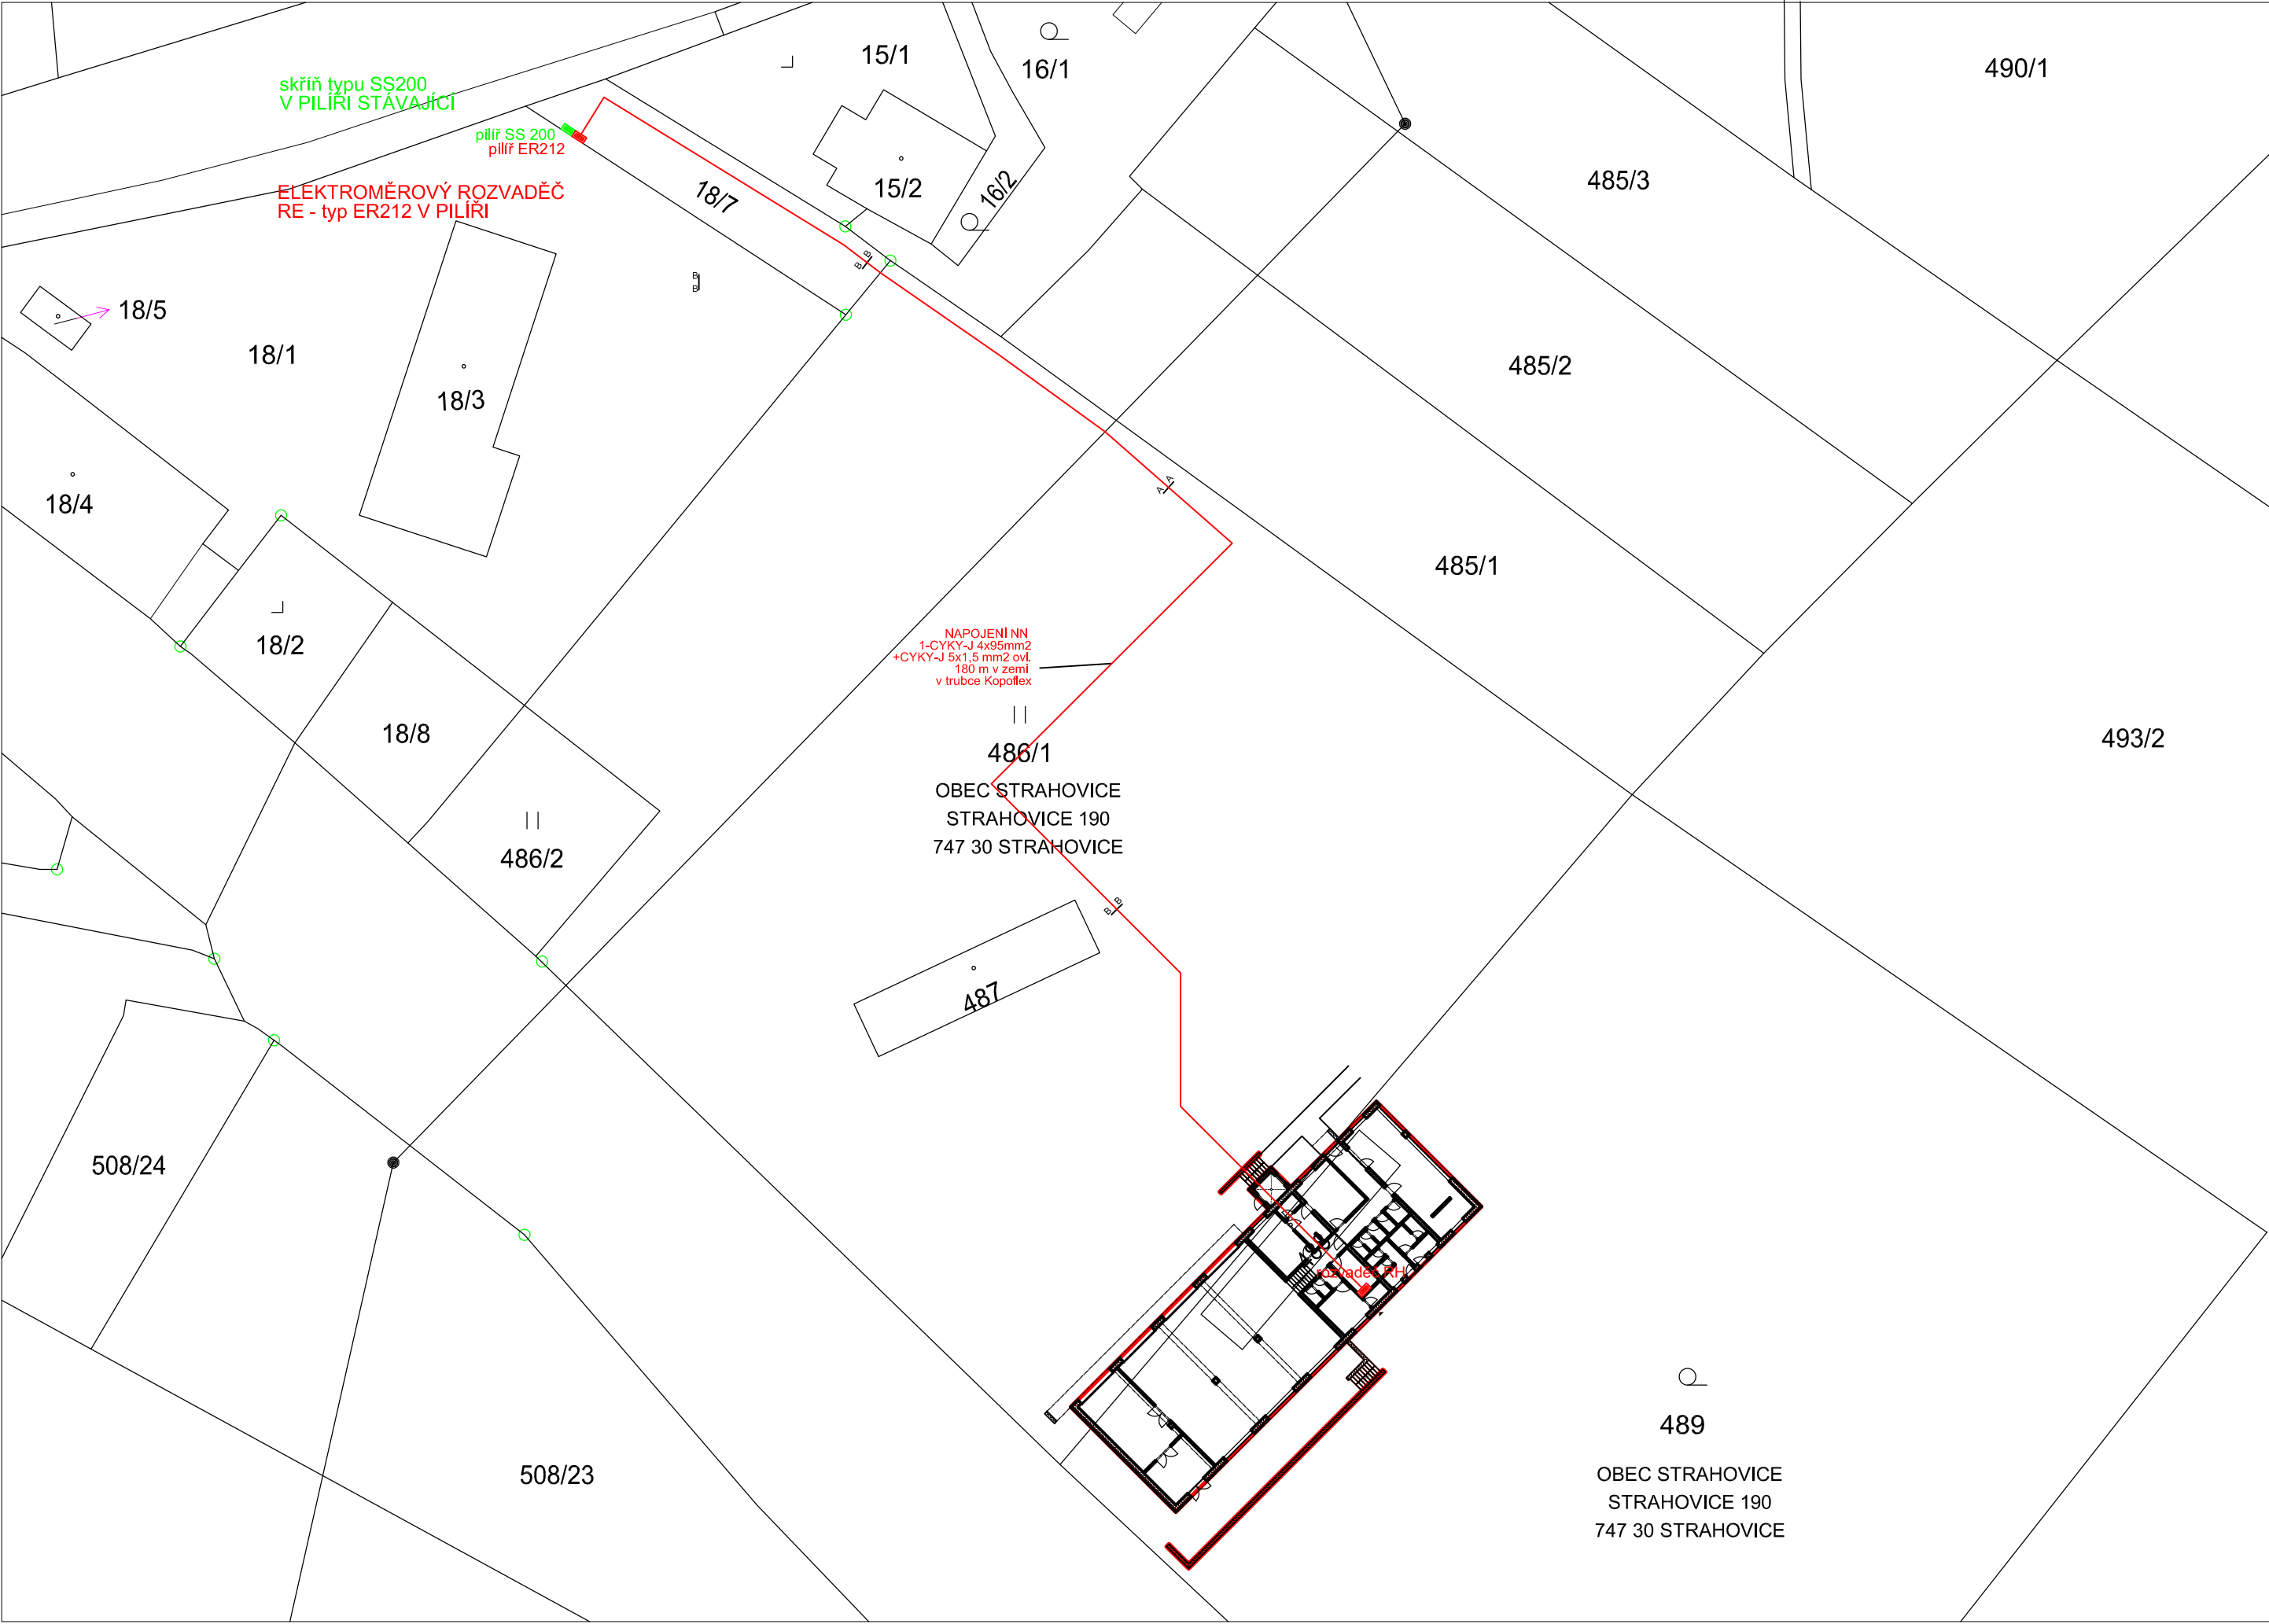 15/1
16/1
490/1
skříň typu SS200
V PILÍŘI STÁVAJÍCÍ
pilíř SS 200
pilíř ER212
ELEKTROMĚROVÝ ROZVADĚČ
RE - typ ER212 V PILÍŘI
18/7
15/2
16/2
485/3
B
B
B
B
18/5
18/1
18/3
485/2
18/4
A
A
485/1
18/2
NAPOJENÍ NN
1-CYKY-J 4x95mm2
+CYKY-J 5x1,5 mm2 ovl.
180 m v zemi
v trubce Kopoflex
18/8
486/1
493/2
OBEC STRAHOVICE
STRAHOVICE 190
747 30 STRAHOVICE
486/2
B
B
487
508/24
rozvaděč RH
489
508/23
OBEC STRAHOVICE
STRAHOVICE 190
747 30 STRAHOVICE